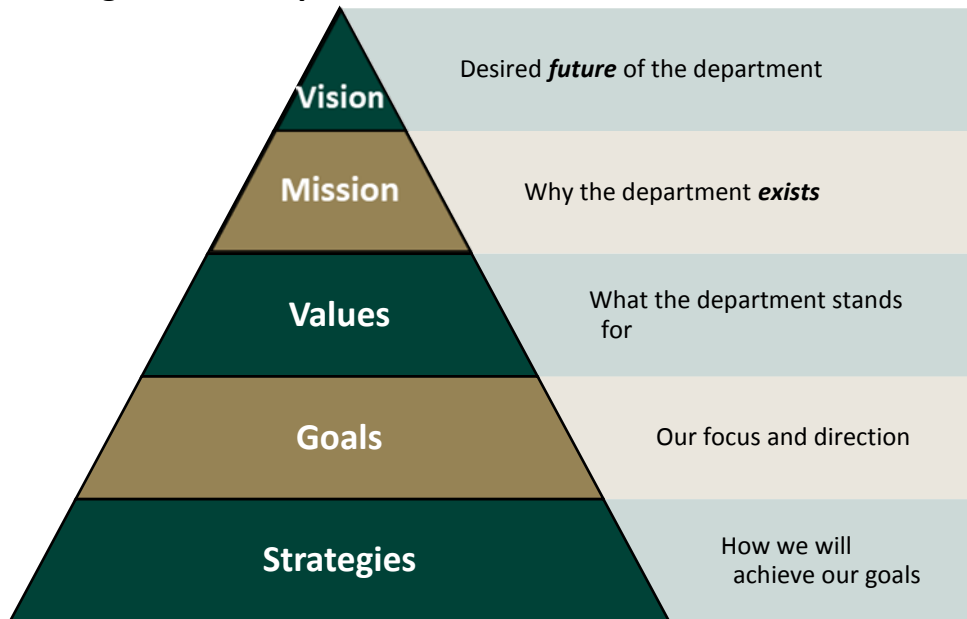 Vision
Desired future of the department
Mission
Why the department exists
Values
What the department stands
for
Goals
Our focus and direction
Strategies
How we will
achieve our goals